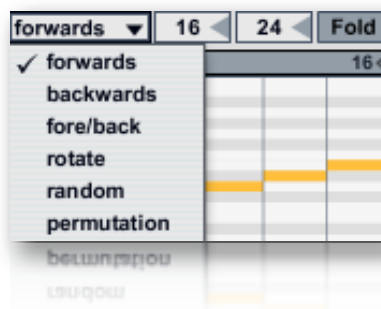 forwards 16 24 Fold
✓ forwards 16
backwards
fore/back
rotate
random
permutation